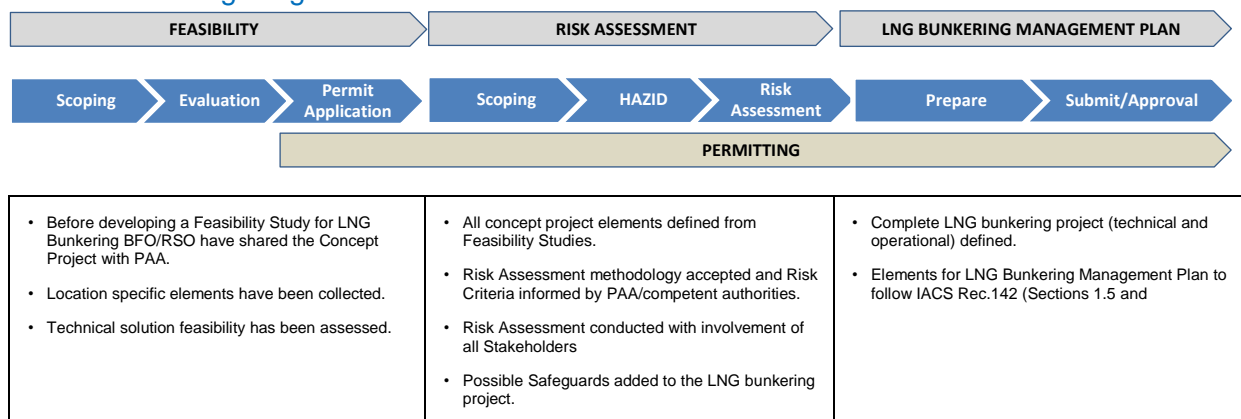 FEASIBILITY
RISK ASSESSMENT
LNG BUNKERING MANAGEMENT PLAN
Scoping
Evaluation
Permit
Application
Scoping
HAZID
Risk
Assessment
Prepare
Submit/Approval
PERMITTING
• Before developing a Feasibility Study for LNG
Bunkering BFO/RSO have shared the Concept
Project with PAA.
• Location specific elements have been collected.
• Technical solution feasibility has been assessed.
• All concept project elements defined from
Feasibility Studies.
• Risk Assessment methodology accepted and Risk
Criteria informed by PAA/competent authorities.
• Risk Assessment conducted with involvement of
all Stakeholders
• Possible Safeguards added to the LNG bunkering
project.
• Complete LNG bunkering project (technical and
operational) defined.
• Elements for LNG Bunkering Management Plan to
follow IACS Rec.142 (Sections 1.5 and